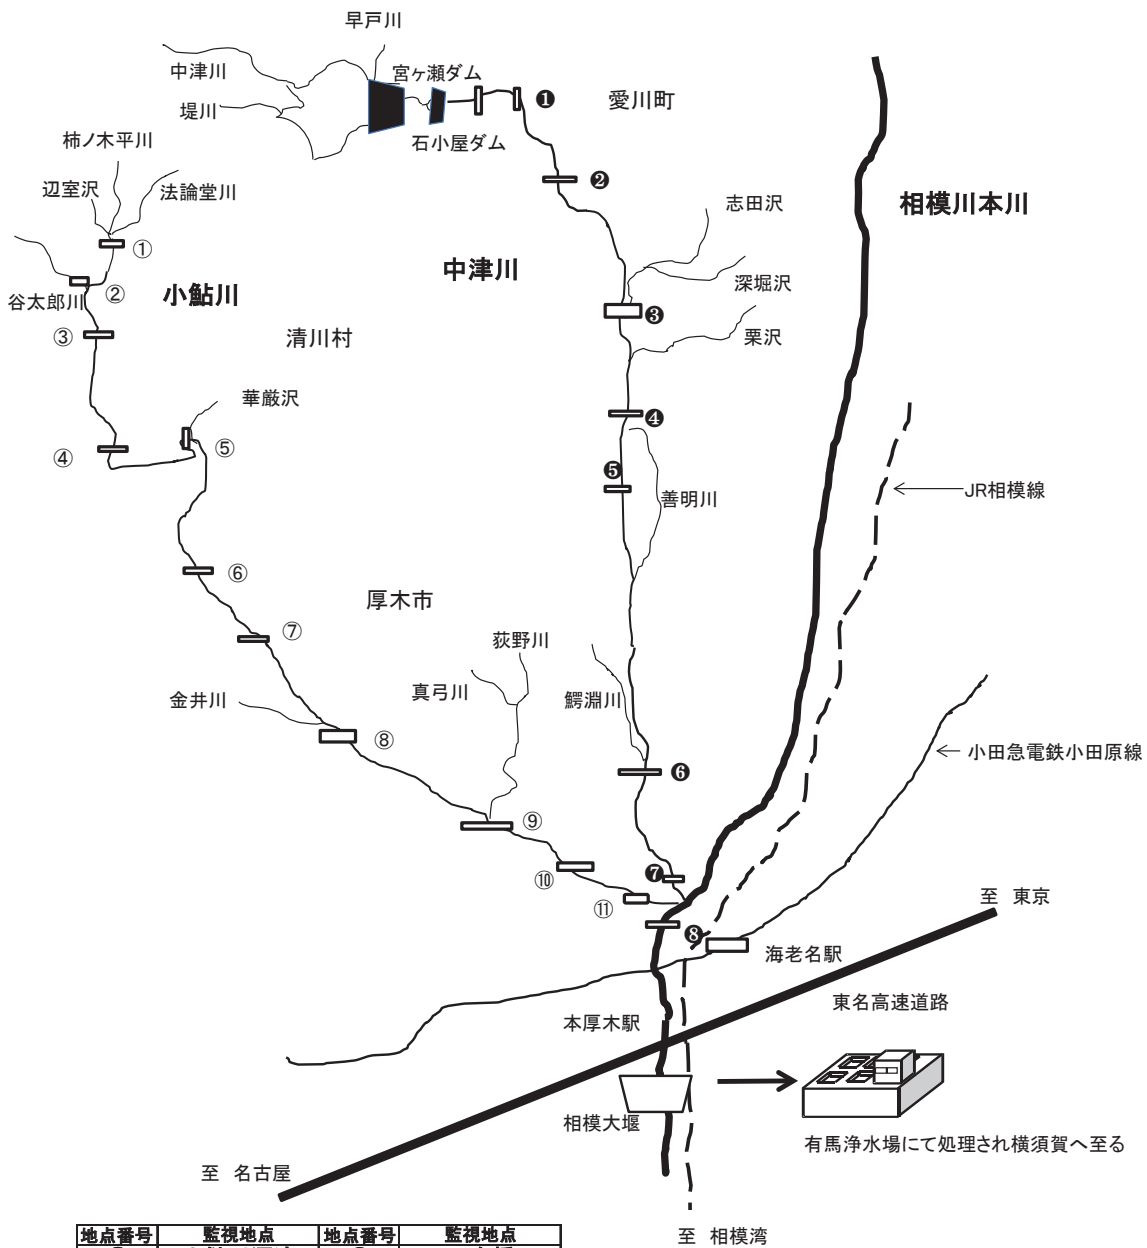 早戸川
中津川
宮ヶ瀬ダム
堤川
石小屋ダム
❶
愛川町
柿ノ木平川
❷
辺室沢
法論堂川
志田沢
相模川本川
①
中津川
深堀沢
谷太郎川
②
小鮎川
❸
③
清川村
栗沢
華厳沢
❹
④
⑤
❺
善明川
JR相模線
⑥
厚木市
⑦
荻野川
真弓川
鰐淵川
金井川
⑧
小田急電鉄小田原線
❻
⑨
⑩
❼
⑪
至 東京
❽
海老名駅
東名高速道路
本厚木駅
相模大堰
有馬浄水場にて処理され横須賀へ至る
至 名古屋
至 相模湾
地点番号 監視地点 地点番号 監視地点